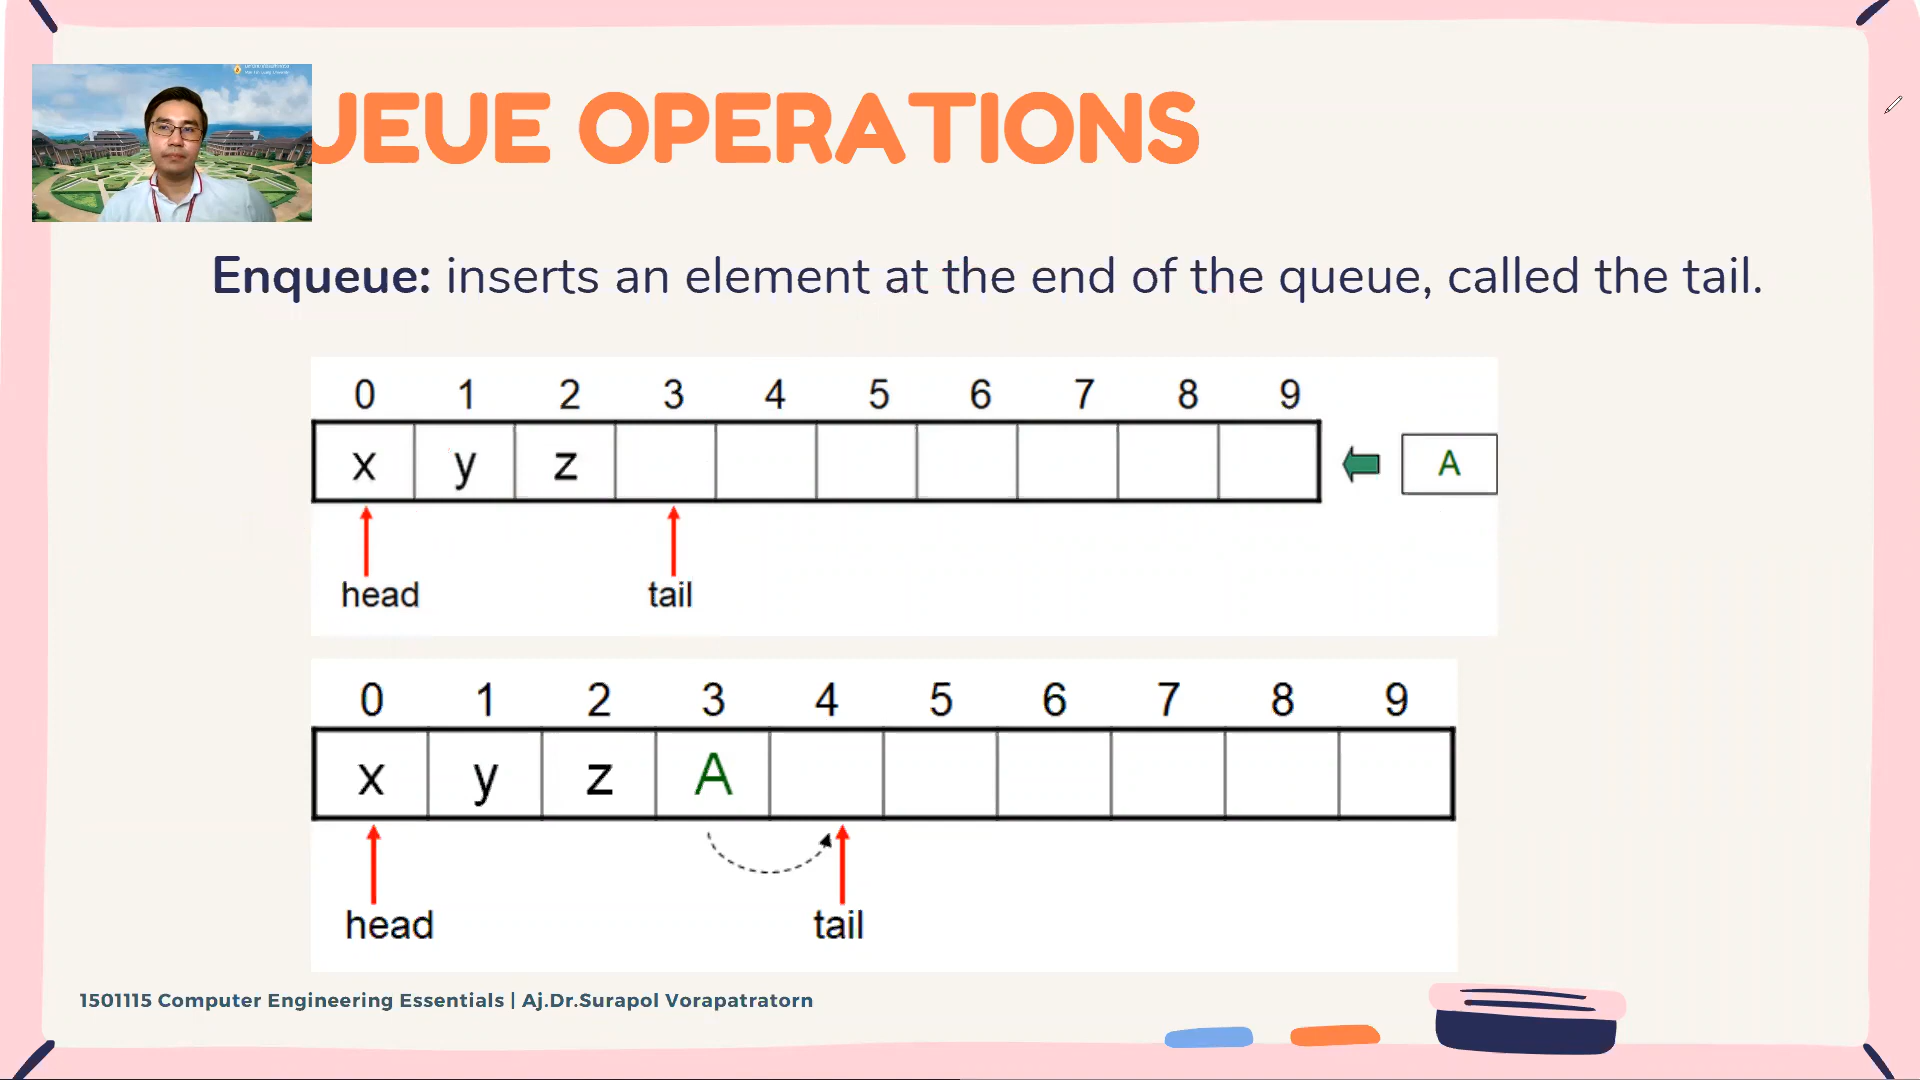 UEUE OPERATIONS
Enqueue: inserts an element at the end of the queue, called the tail.
0 1 2 3 4 5 6 7 8 9
x y z
A
head tail
0 1 2 3 4 5 6 7 8 9
x y z A
head tail
1501115 Computer Engineering Essentials | Aj.Dr.Surapol Vorapatratorn